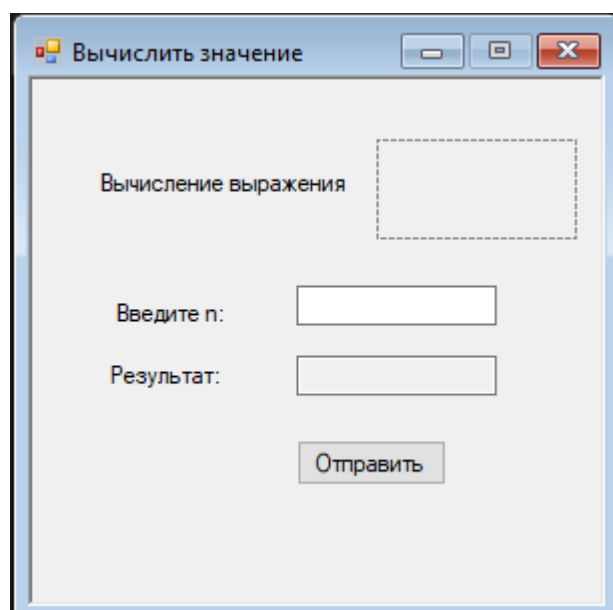 Вычислить значение
Вычисление выражения
Введите n:
Результат:
Отправить